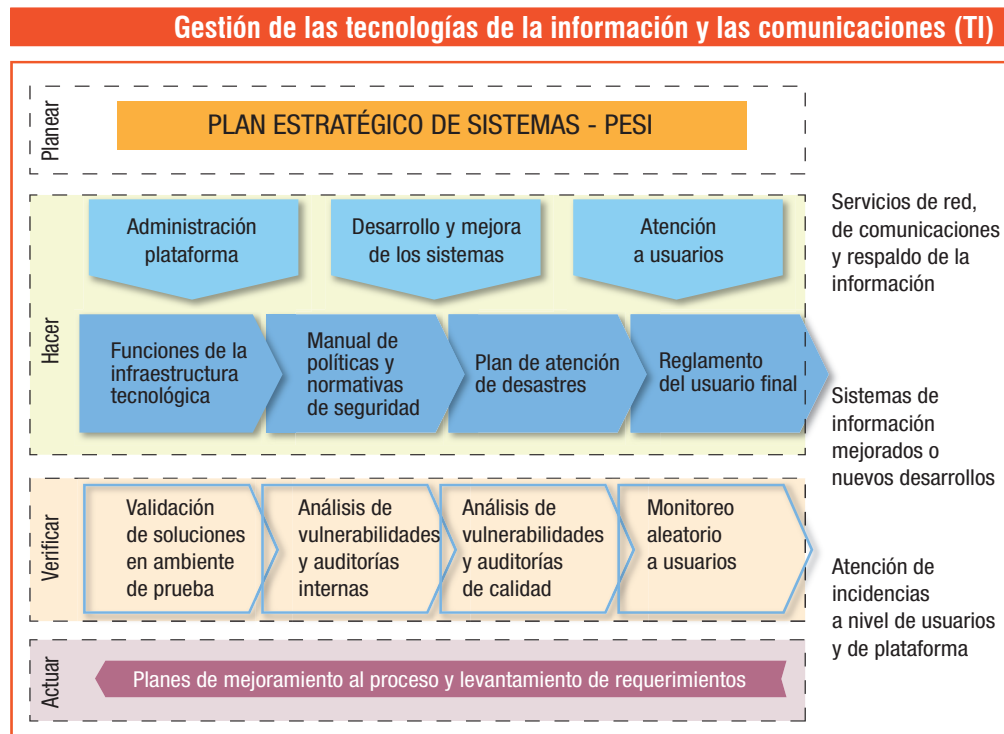 Gestión de las tecnologías de la información y las comunicaciones (TI)
Planear
PLAN ESTRATÉGICO DE SISTEMAS - PESI
Hacer
Administración
plataforma
Desarrollo y mejora
de los sistemas
Atención
a usuarios
Funciones de la
infraestructura
tecnológica
Manual de
políticas y
normativas
de seguridad
Plan de atención
de desastres
Reglamento
del usuario final
Verificar
Validación
de soluciones
en ambiente
de prueba
Análisis de
vulnerabilidades
y auditorías
internas
Análisis de
vulnerabilidades
y auditorías
de calidad
Monitoreo
aleatorio
a usuarios
Actuar
Planes de mejoramiento al proceso y levantamiento de requerimientos
Servicios de red,
de comunicaciones
y respaldo de la
información
Sistemas de
información
mejorados o
nuevos desarrollos
Atención de
incidencias
a nivel de usuarios
y de plataforma